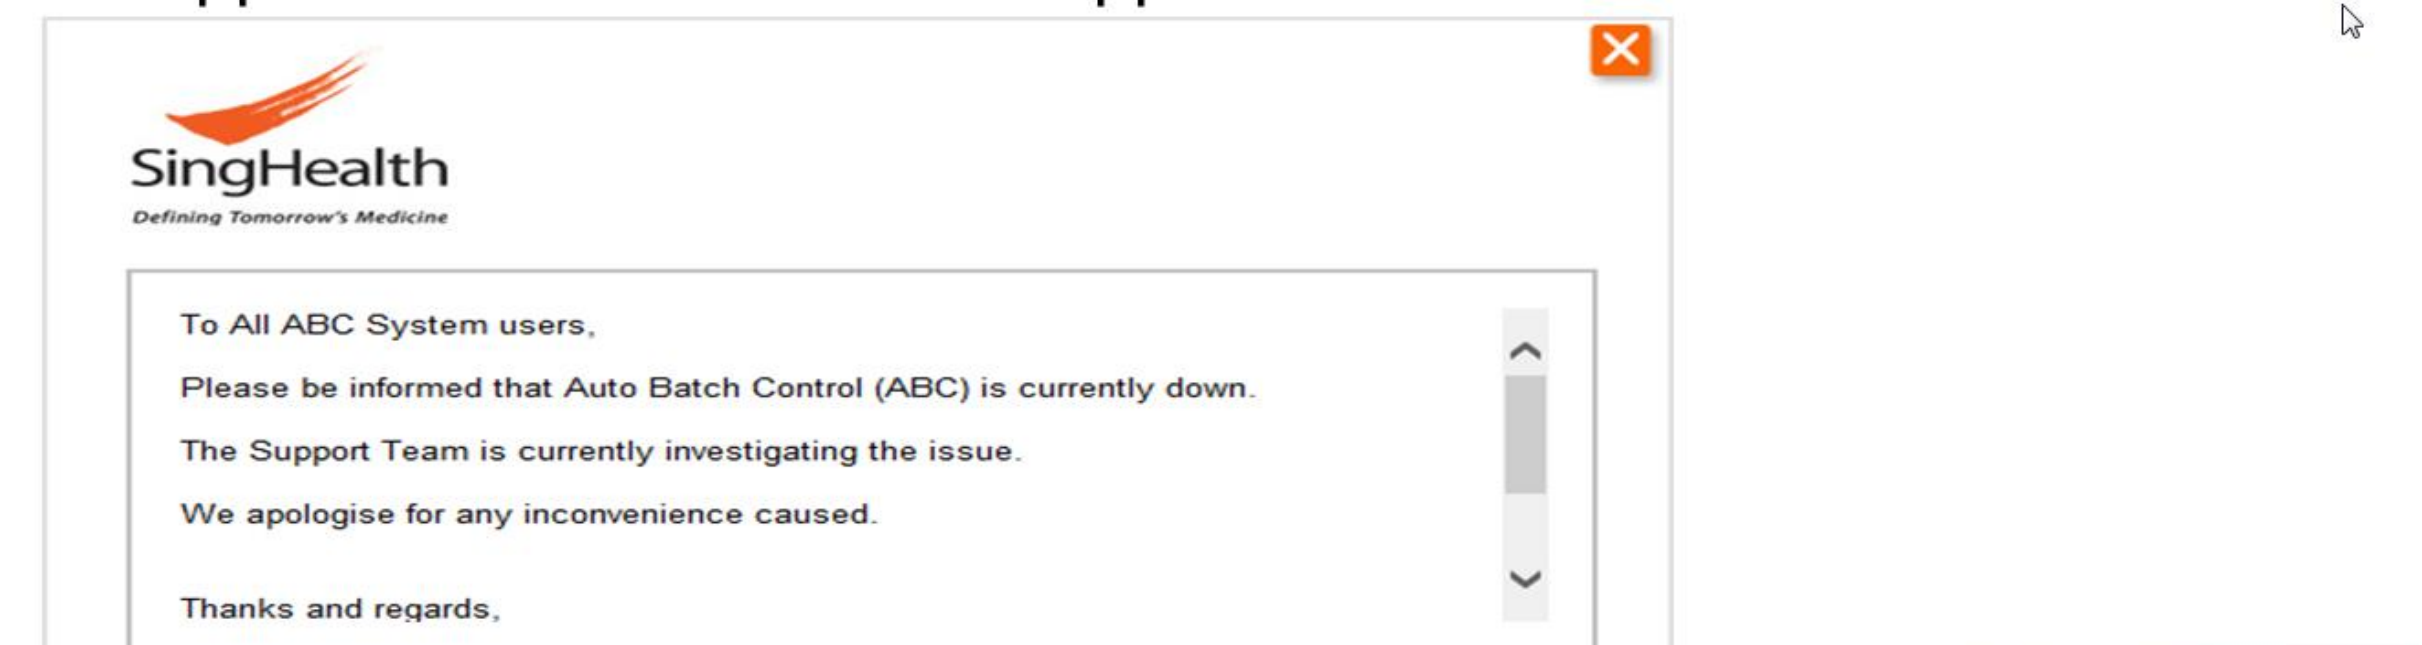 SingHealth
Defining Tomorrow's Medicine
To All ABC System users,
Please be informed that Auto Batch Control (ABC) is currently down.
The Support Team is currently investigating the issue.
We apologise for any inconvenience caused.
Thanks and regards,